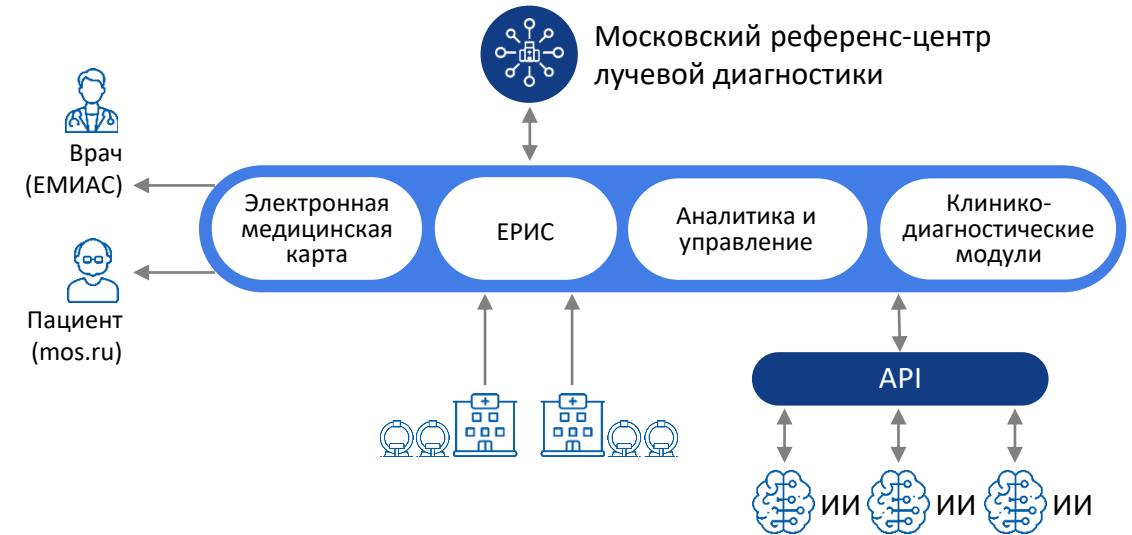 Московский референс-центр
лучевой диагностики
Врач
(ЕМИАС)
Электронная
медицинская
карта
ЕРИС
Аналитика и
управление
Клинико-
диагностические
модули
Пациент
(mos.ru)
API
ИИ
ИИ
ИИ